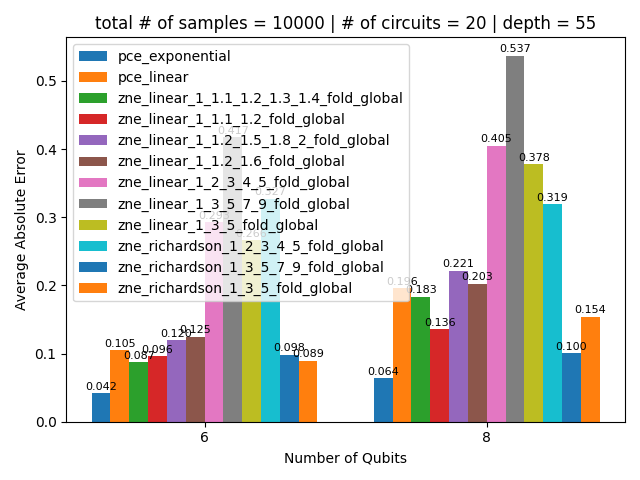 total # of samples = 10000 | # of circuits = 20 | depth = 55
pce_exponential
pce_linear
zne_linear_1_1.1_1.2_1.3_1.4_fold_global
zne_linear_1_1.1_1.2_fold_global
zne_linear_1_1.2_1.5_1.8_2_fold_global
zne_linear_1_1.2_1.6_fold_global
zne_linear_1_2_3_4_5_fold_global
zne_linear_1_3_5_7_9_fold_global
zne_linear_1_3_5_fold_global
zne_richardson_1_2_3_4_5_fold_global
zne_richardson_1_3_5_7_9_fold_global
zne_richardson_1_3_5_fold_global
0.042
0.105
0.087
0.096
0.120
0.125
0.417
0.327
0.098
0.089
0.064
0.196
0.183
0.136
0.221
0.203
0.405
0.537
0.378
0.319
0.100
0.154
0.0
0.1
0.2
0.3
0.4
0.5
Average Absolute Error
6
8
Number of Qubits